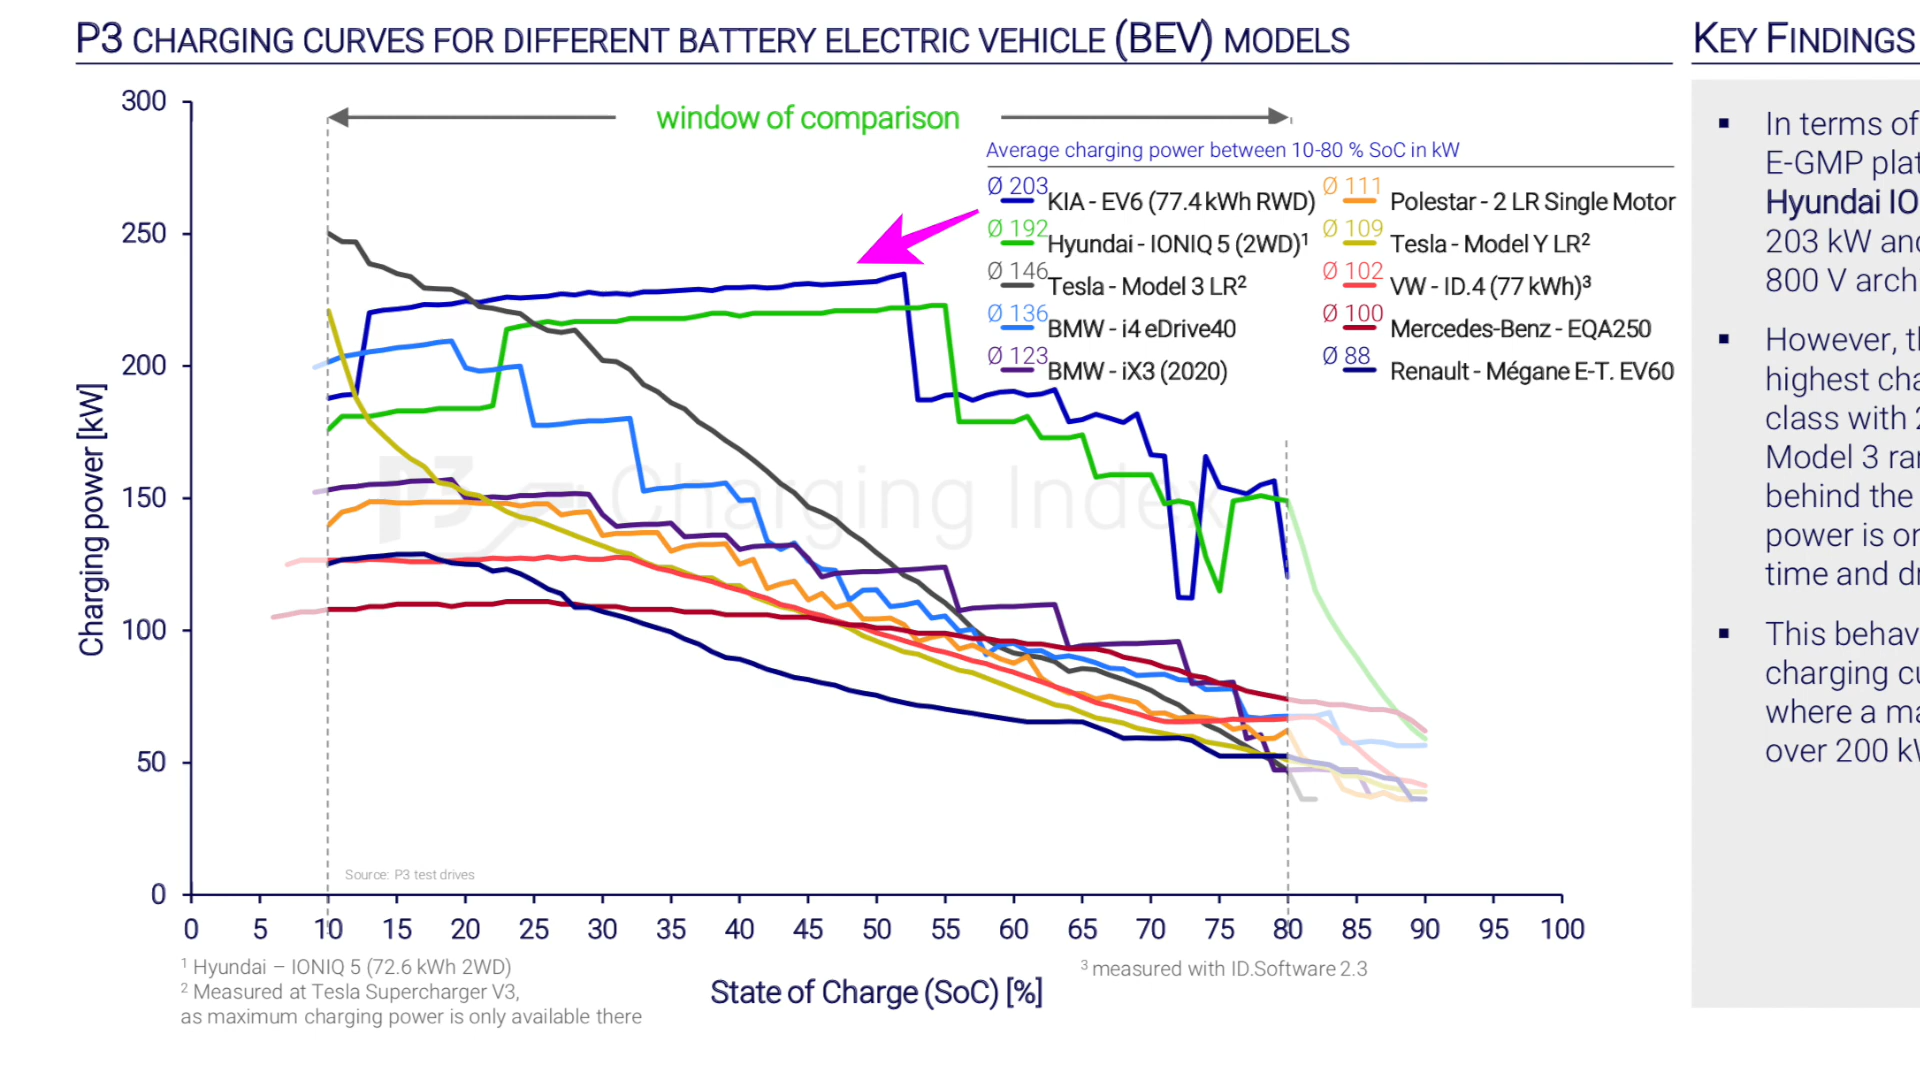 P3 CHARGING CURVES FOR DIFFERENT BATTERY ELECTRIC VEHICLE (BEV) MODELS
window of comparison
Average charging power between 10-80 % SoC in kW
Ø 203 KIA - EV6 (77.4 kWh RWD)
Ø 192 Hyundai - IONIQ 5 (2WD)¹
Ø 146 Tesla - Model 3 LR²
Ø 136 BMW - i4 eDrive40
Ø 123 BMW - iX3 (2020)
Ø 111 Polestar - 2 LR Single Motor
Ø 109 Tesla - Model Y LR²
Ø 102 VW - ID.4 (77 kWh)³
Ø 100 Mercedes-Benz - EQA250
Ø 88 Renault - Mégane E-T. EV60
Charging power [kW]
300
250
200
150
100
50
0
P3 Charging Index
Source: P3 test drives
0 5 10 15 20 25 30 35 40 45 50 55 60 65 70 75 80 85 90 95 100
State of Charge (SoC) [%]
¹ Hyundai – IONIQ 5 (72.6 kWh 2WD)
² Measured at Tesla Supercharger V3,
as maximum charging power is only available there
³ measured with ID.Software 2.3
KEY FINDINGS
▪ In terms of
E-GMP plat
Hyundai IO
203 kW and
800 V arch
▪ However, th
highest cha
class with 2
Model 3 ran
behind the
power is on
time and dr
▪ This behav
charging cu
where a ma
over 200 kW